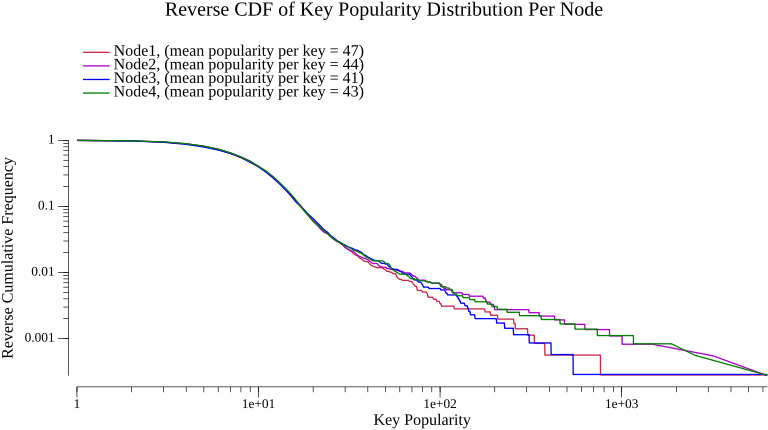 Reverse CDF of Key Popularity Distribution Per Node
Node1, (mean popularity per key = 47)
Node2, (mean popularity per key = 44)
Node3, (mean popularity per key = 41)
Node4, (mean popularity per key = 43)
Reverse Cumulative Frequency
1
0.1
0.01
0.001
1 1e+01 1e+02 1e+03
Key Popularity